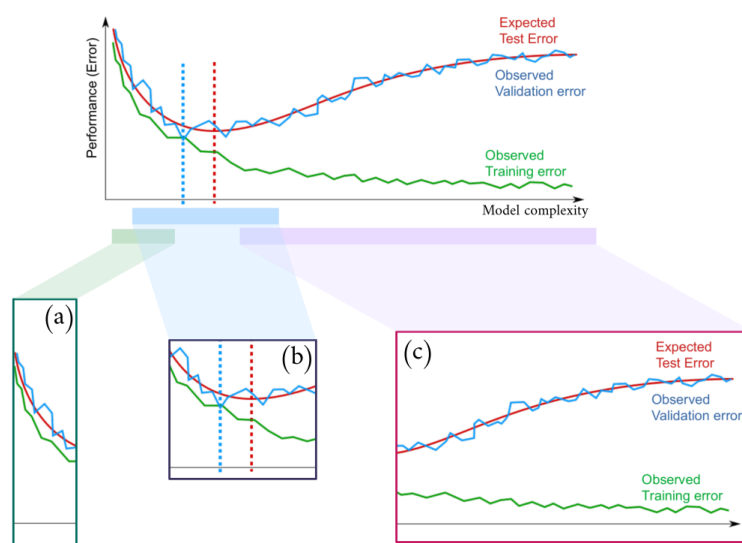 Performance (Error)
Expected
Test Error
Observed
Validation error
Observed
Training error
Model complexity
(a)
(b)
(c)
Expected
Test Error
Observed
Validation error
Observed
Training error